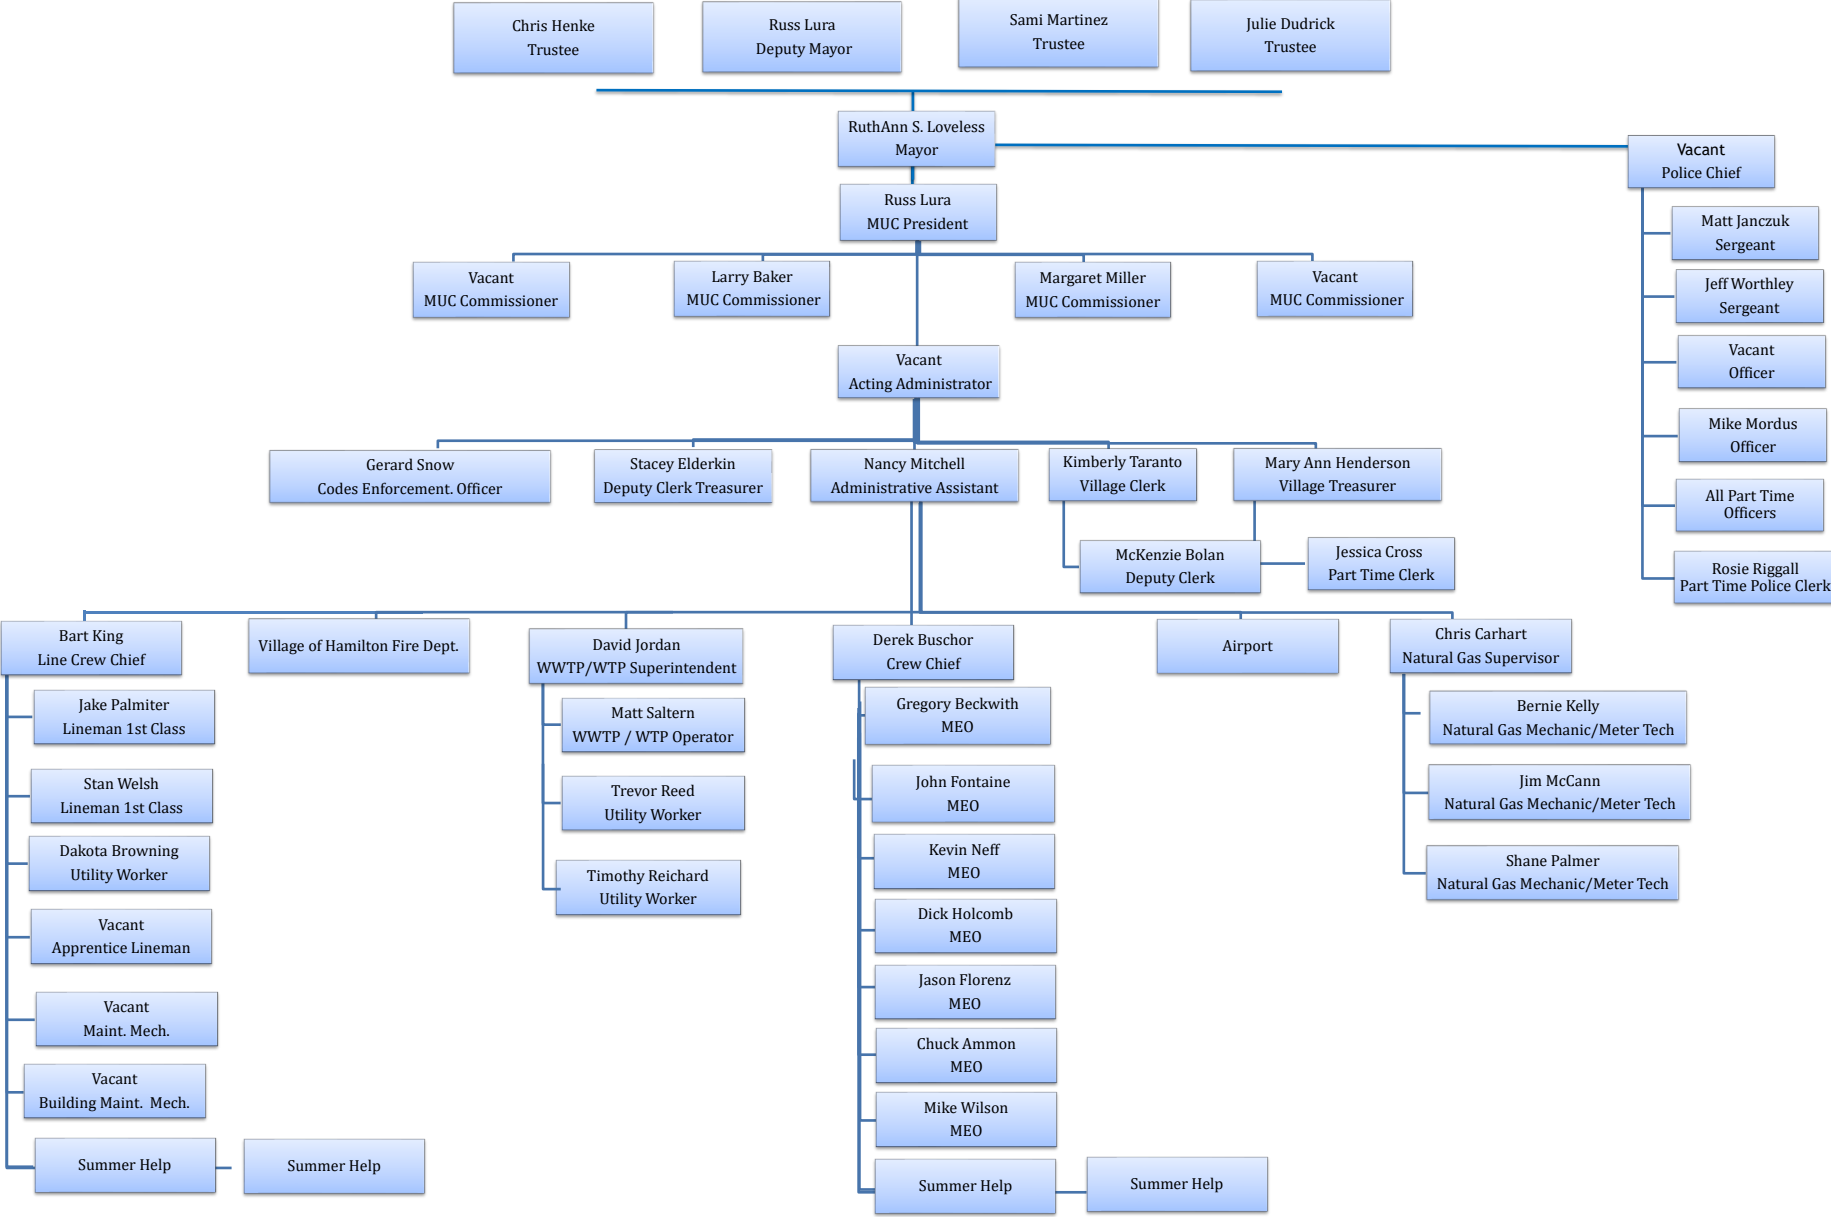 Chris Henke
Trustee
Russ Lura
Deputy Mayor
Sami Martinez
Trustee
Julie Dudrick
Trustee
RuthAnn S. Loveless
Mayor
Vacant
Police Chief
Russ Lura
MUC President
Matt Janczuk
Sergeant
Vacant
MUC Commissioner
Larry Baker
MUC Commissioner
Margaret Miller
MUC Commissioner
Vacant
MUC Commissioner
Jeff Worthley
Sergeant
Vacant
Acting Administrator
Vacant
Officer
Mike Mordus
Officer
Gerard Snow
Codes Enforcement. Officer
Stacey Elderkin
Deputy Clerk Treasurer
Nancy Mitchell
Administrative Assistant
Kimberly Taranto
Village Clerk
Mary Ann Henderson
Village Treasurer
All Part Time
Officers
McKenzie Bolan
Deputy Clerk
Jessica Cross
Part Time Clerk
Rosie Riggall
Part Time Police Clerk
Bart King
Line Crew Chief
Village of Hamilton Fire Dept.
David Jordan
WWTP/WTP Superintendent
Derek Buschor
Crew Chief
Airport
Chris Carhart
Natural Gas Supervisor
Jake Palmiter
Lineman 1st Class
Stan Welsh
Lineman 1st Class
Dakota Browning
Utility Worker
Vacant
Apprentice Lineman
Vacant
Maint. Mech.
Vacant
Building Maint.  Mech.
Summer Help
Summer Help
Matt Saltern
WWTP / WTP Operator
Trevor Reed
Utility Worker
Timothy Reichard
Utility Worker
Gregory Beckwith
MEO
John Fontaine
MEO
Kevin Neff
MEO
Dick Holcomb
MEO
Jason Florenz
MEO
Chuck Ammon
MEO
Mike Wilson
MEO
Summer Help
Summer Help
Bernie Kelly
Natural Gas Mechanic/Meter Tech
Jim McCann
Natural Gas Mechanic/Meter Tech
Shane Palmer
Natural Gas Mechanic/Meter Tech